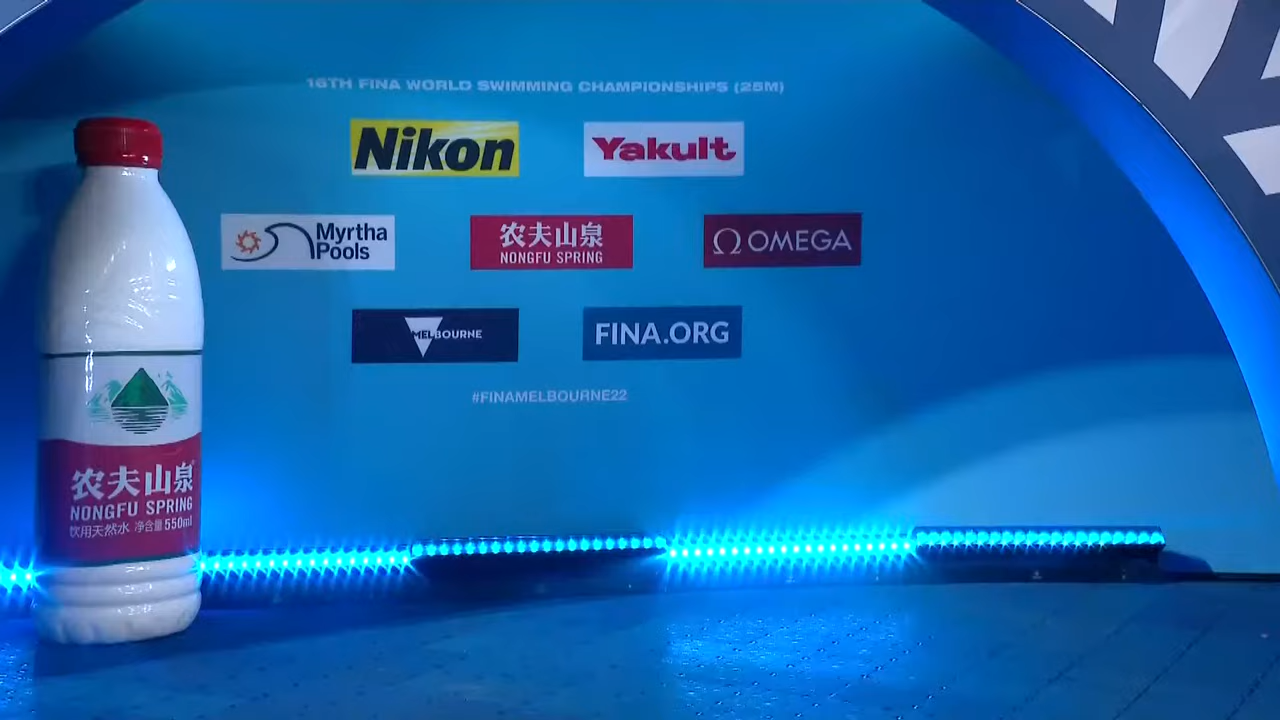 16TH FINA WORLD SWIMMING CHAMPIONSHIPS (25M)
Nikon
Yakult
Myrtha
Pools
农夫山泉
NONGFU SPRING
Ω OMEGA
MELBOURNE
FINA.ORG
#FINAMELBOURNE22
农夫山泉
NONGFU SPRING
饮用天然水 净含量550ml